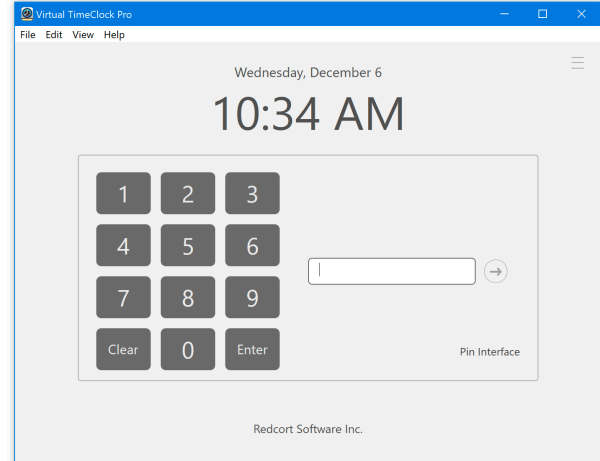 Virtual TimeClock Pro
File Edit View Help
Wednesday, December 6
10:34 AM
1 2 3
4 5 6
7 8 9
Clear 0 Enter
Pin Interface
Redcort Software Inc.